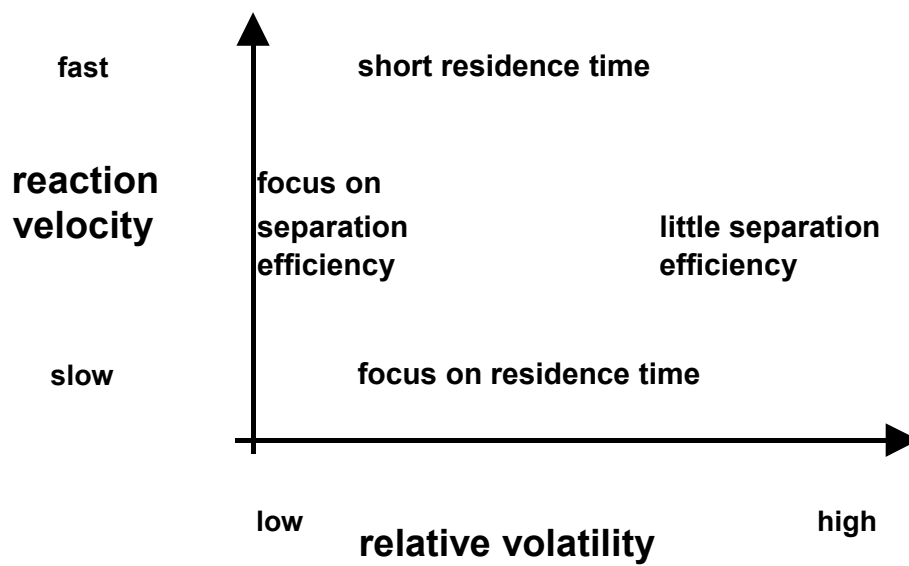 fast
short residence time
reaction
velocity
focus on
separation
efficiency
little separation
efficiency
slow
focus on residence time
low
high
relative volatility